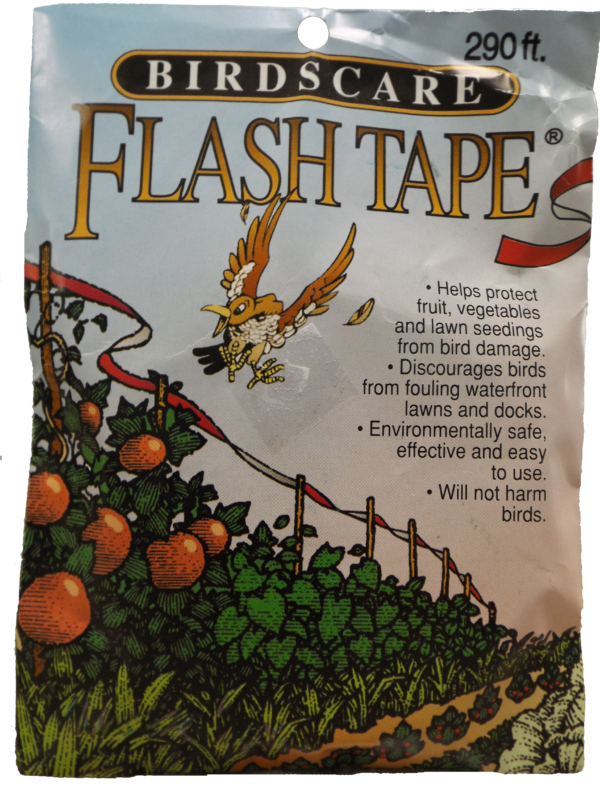 290 ft.
BIRDSCARE
FLASH TAPE®
• Helps protect
fruit, vegetables
and lawn seedings
from bird damage.
• Discourages birds
from fouling waterfront
lawns and docks.
• Environmentally safe,
effective and easy
to use.
• Will not harm
birds.